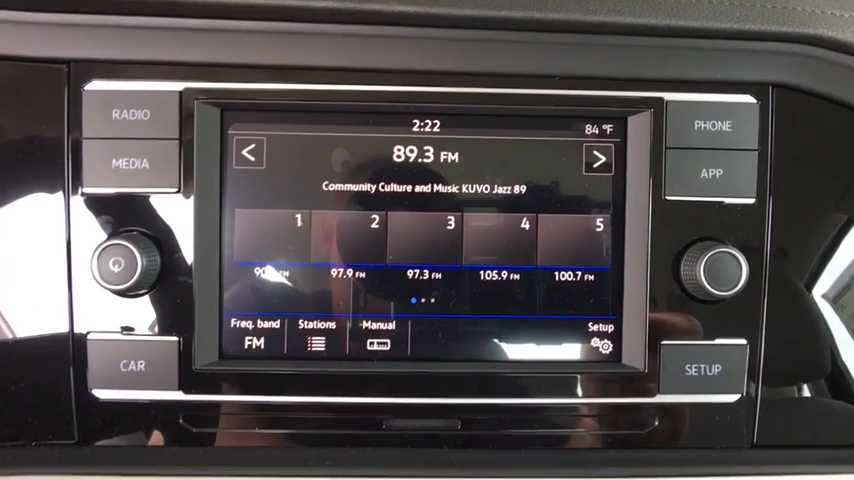 RADIO
MEDIA
CAR
2:22
84 °F
89.3 FM
Community Culture and Music KUVO Jazz 89
1 2 3 4 5
FM 97.9 FM 97.3 FM 105.9 FM 100.7 FM
Freq. band Stations Manual Setup
FM
PHONE
APP
SETUP